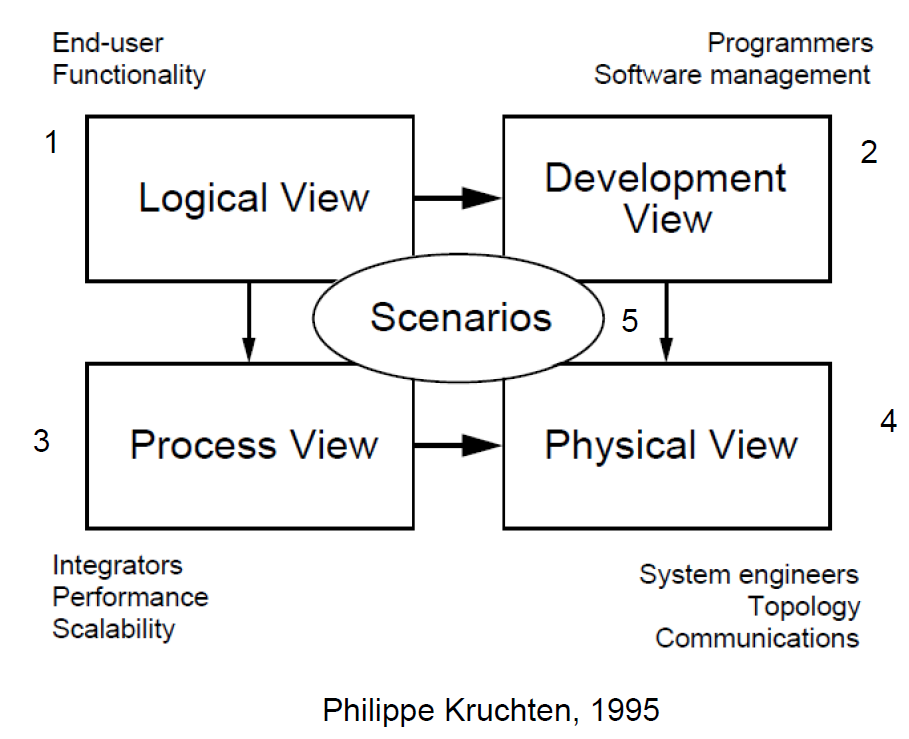 End-user
Functionality
Programmers
Software management
1
Logical View
Development
View
2
Scenarios
5
3
Process View
Physical View
4
Integrators
Performance
Scalability
System engineers
Topology
Communications
Philippe Kruchten, 1995